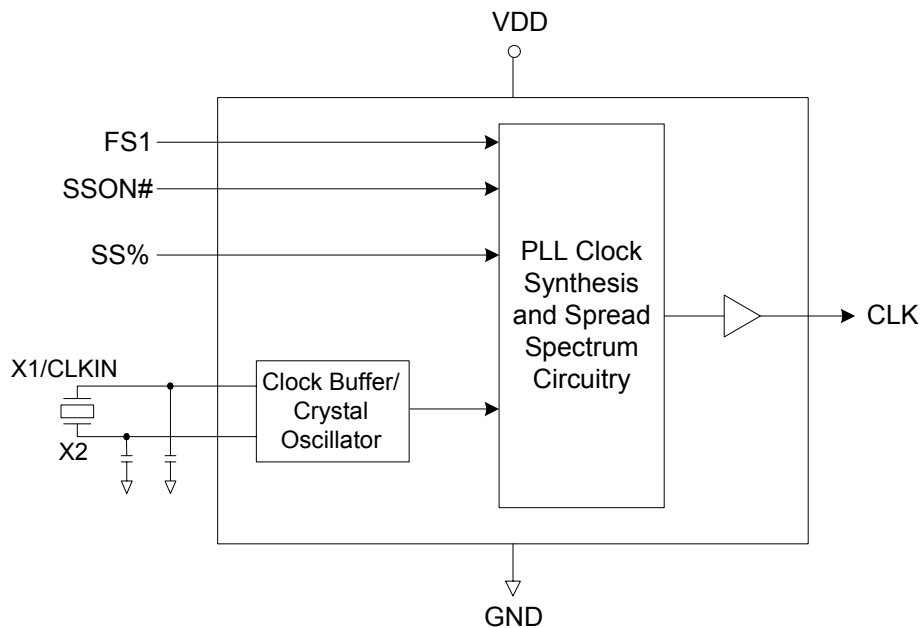 VDD
FS1
SSON#
SS%
PLL Clock
Synthesis
and Spread
Spectrum
Circuitry
CLK
X1/CLKIN
Clock Buffer/
Crystal
Oscillator
X2
GND